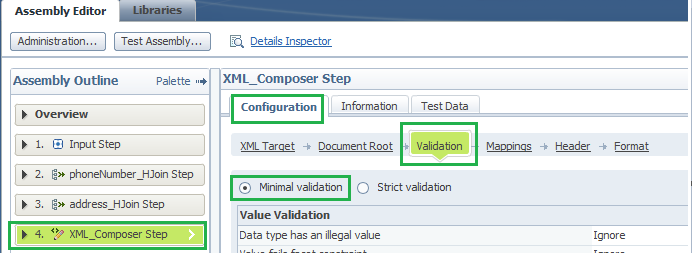 Assembly Editor Libraries
Administration... Test Assembly... Details Inspector
Assembly Outline Palette
XML_Composer Step
Configuration Information Test Data
Overview
XML Target Document Root Validation Mappings Header Format
1. Input Step
2. phoneNumber_HJoin Step
Minimal validation Strict validation
3. address_HJoin Step
Value Validation
4. XML_Composer Step
Data type has an illegal value Ignore
Value fails facet constraint Ignore